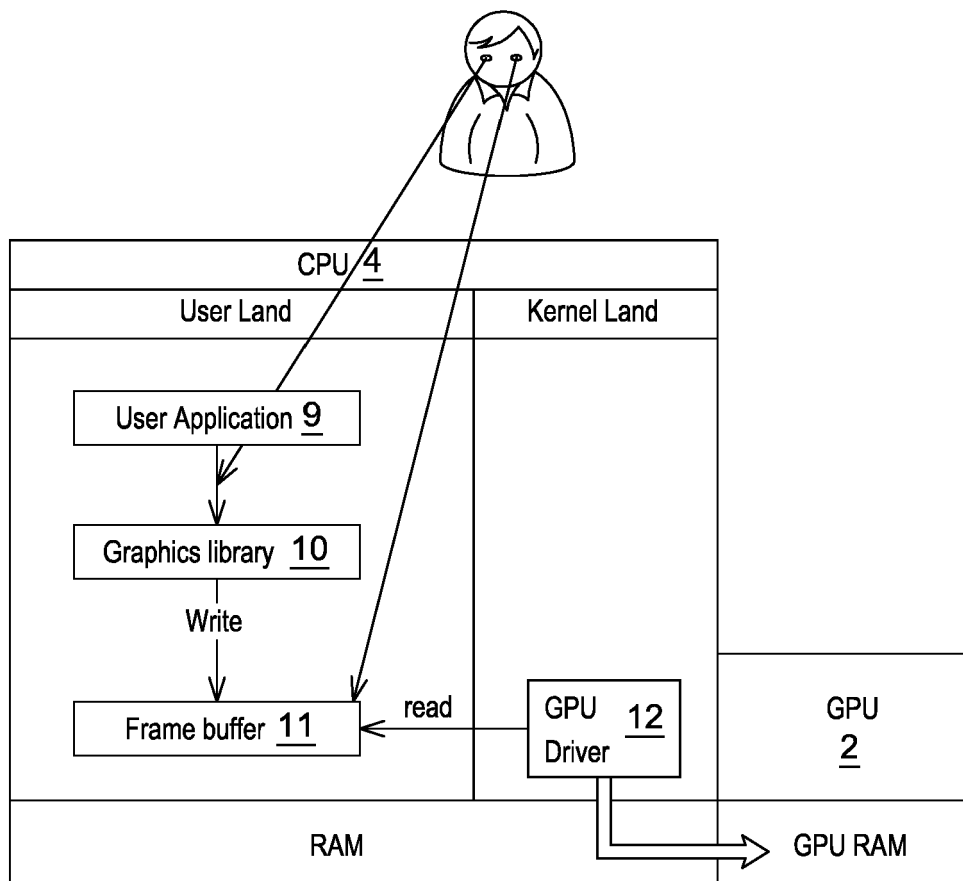 CPU 4
User Land
Kernel Land
User Application 9
Graphics library 10
Write
Frame buffer 11
read
GPU
Driver
12
GPU
2
RAM
GPU RAM